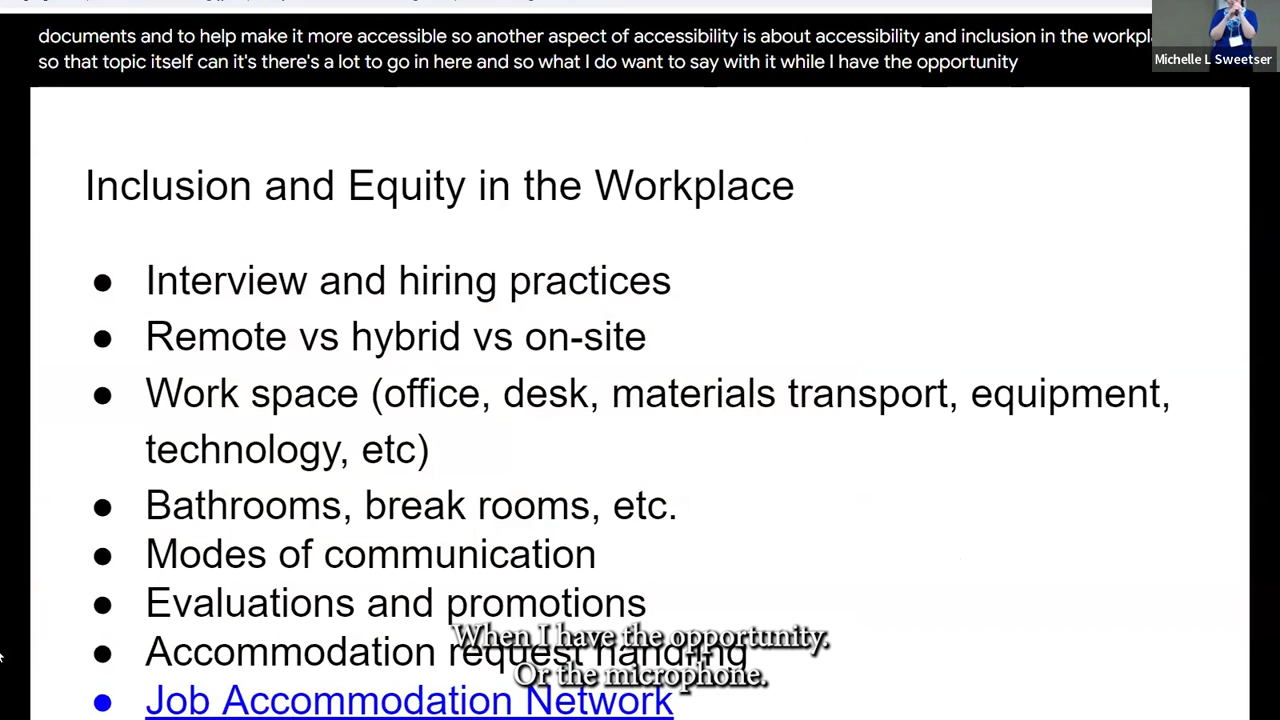 documents and to help make it more accessible so another aspect of accessibility is about accessibility and inclusion in the
so that topic itself can it's there's a lot to go in here and so what I do want to say with it while I have the opportunity
Michelle L Sweetser
Inclusion and Equity in the Workplace
● Interview and hiring practices
● Remote vs hybrid vs on-site
● Work space (office, desk, materials transport, equipment,
technology, etc)
● Bathrooms, break rooms, etc.
● Modes of communication
● Evaluations and promotions
● Accommodation request handling
When I have the opportunity.
Or the microphone.
● Job Accommodation Network